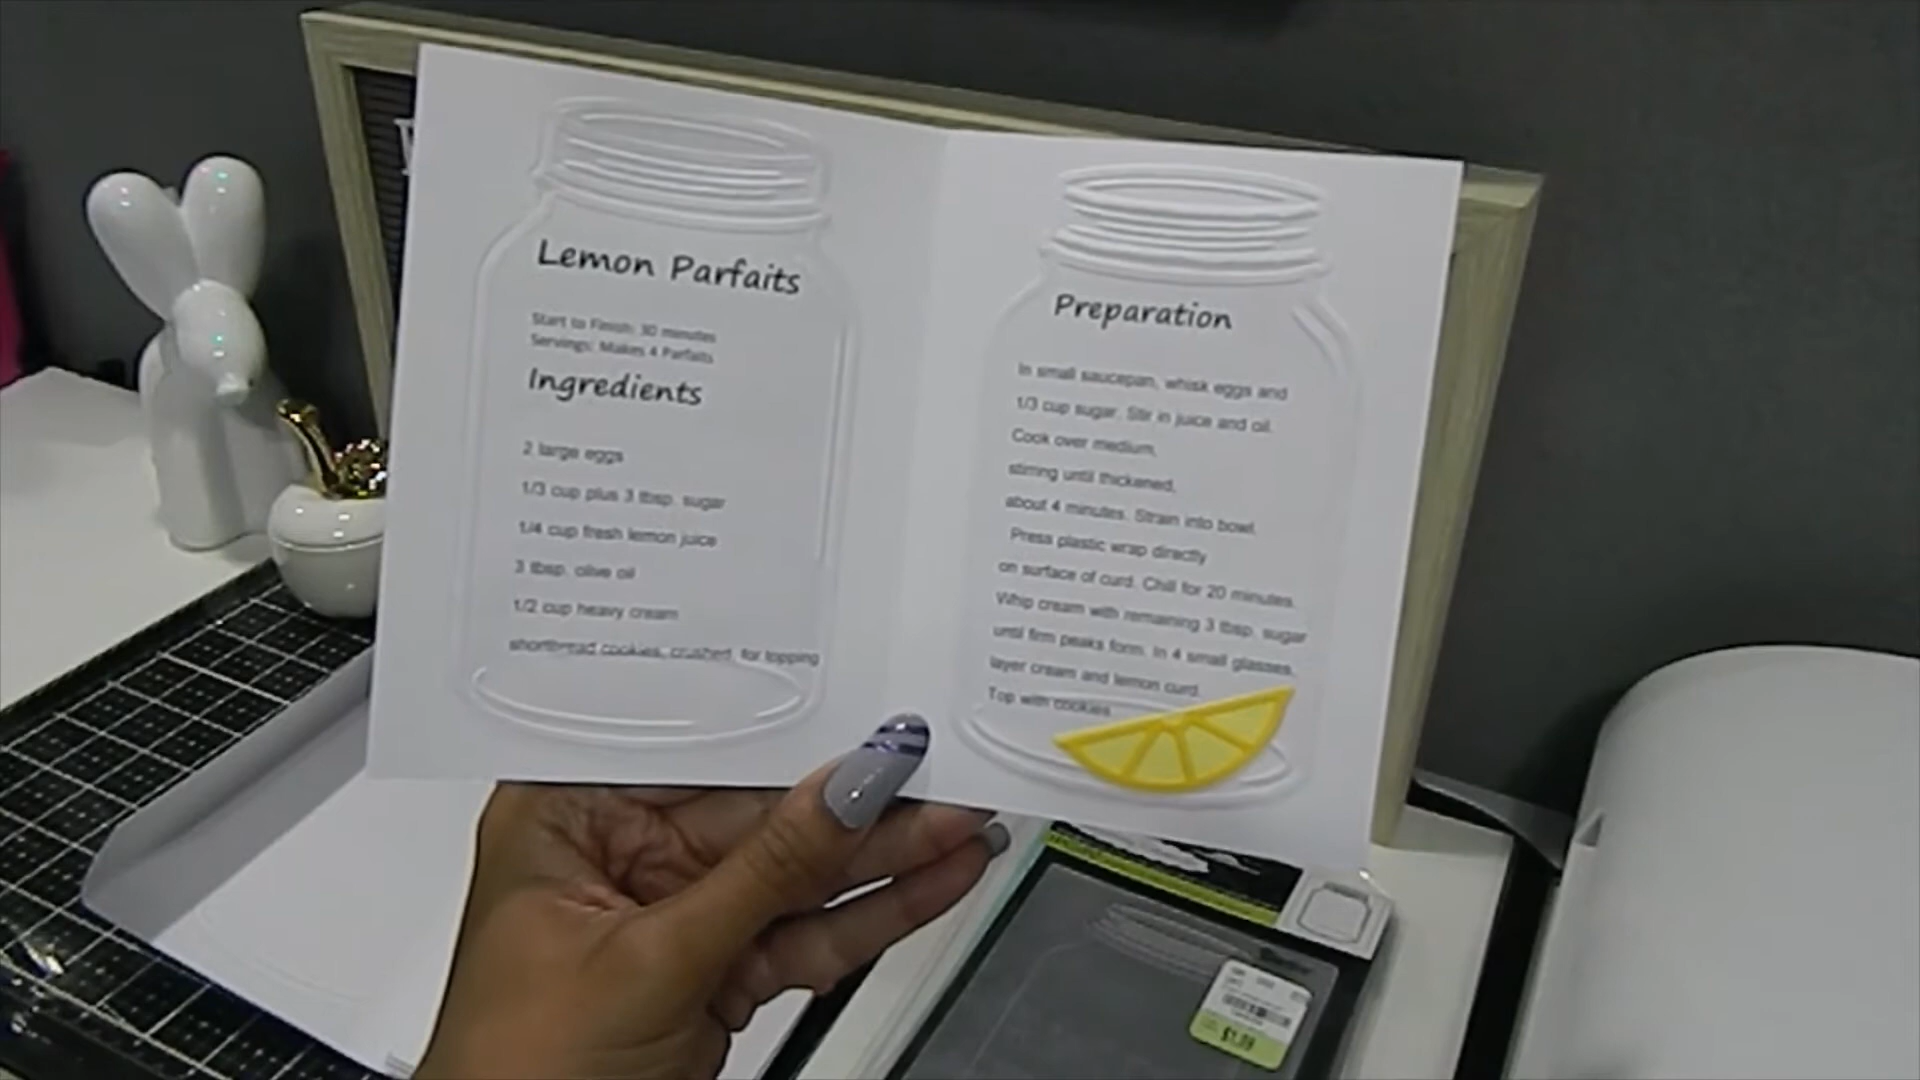 Lemon Parfaits
Start to Finish: 30 minutes
Servings: Makes 4 Parfaits
Ingredients
2 large eggs
1/3 cup plus 3 tbsp. sugar
1/4 cup fresh lemon juice
3 tbsp. olive oil
1/2 cup heavy cream
shortbread cookies, crushed, for topping
Preparation
In small saucepan, whisk eggs and
1/3 cup sugar. Stir in juice and oil.
Cook over medium,
stirring until thickened,
about 4 minutes. Strain into bowl.
Press plastic wrap directly
on surface of curd. Chill for 20 minutes.
Whip cream with remaining 3 tbsp. sugar
until firm peaks form. In 4 small glasses,
layer cream and lemon curd.
Top with cookies